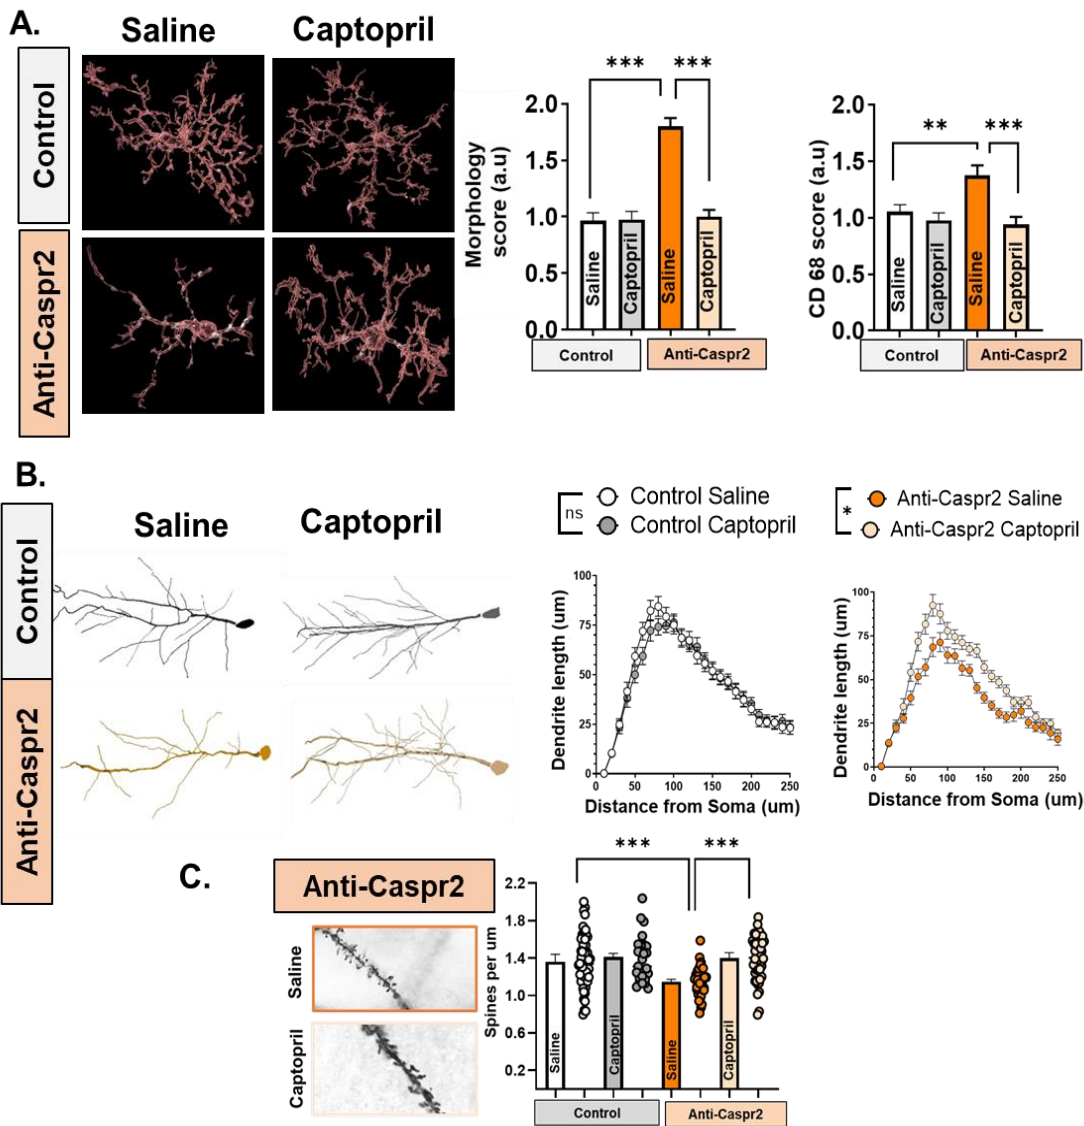 A.
Saline
Captopril
Control
Anti-Caspr2
***
***
Morphology
score (a.u)
2.0
1.5
1.0
0.5
0.0
Saline
Captopril
Saline
Captopril
Control
Anti-Caspr2
**
***
CD 68 score (a.u)
2.0
1.5
1.0
0.5
0.0
Saline
Captopril
Saline
Captopril
Control
Anti-Caspr2
B.
Saline
Captopril
Control
Anti-Caspr2
ns
Control Saline
Control Captopril
*
Anti-Caspr2 Saline
Anti-Caspr2 Captopril
Dendrite length (um)
100
75
50
25
0
50
100
150
200
250
Distance from Soma (um)
Dendrite length (um)
100
75
50
25
0
50
100
150
200
250
Distance from Soma (um)
C.
Anti-Caspr2
Saline
Captopril
***
***
Spines per um
2.2
1.8
1.4
1.0
0.6
0.2
Saline
Captopril
Saline
Captopril
Control
Anti-Caspr2